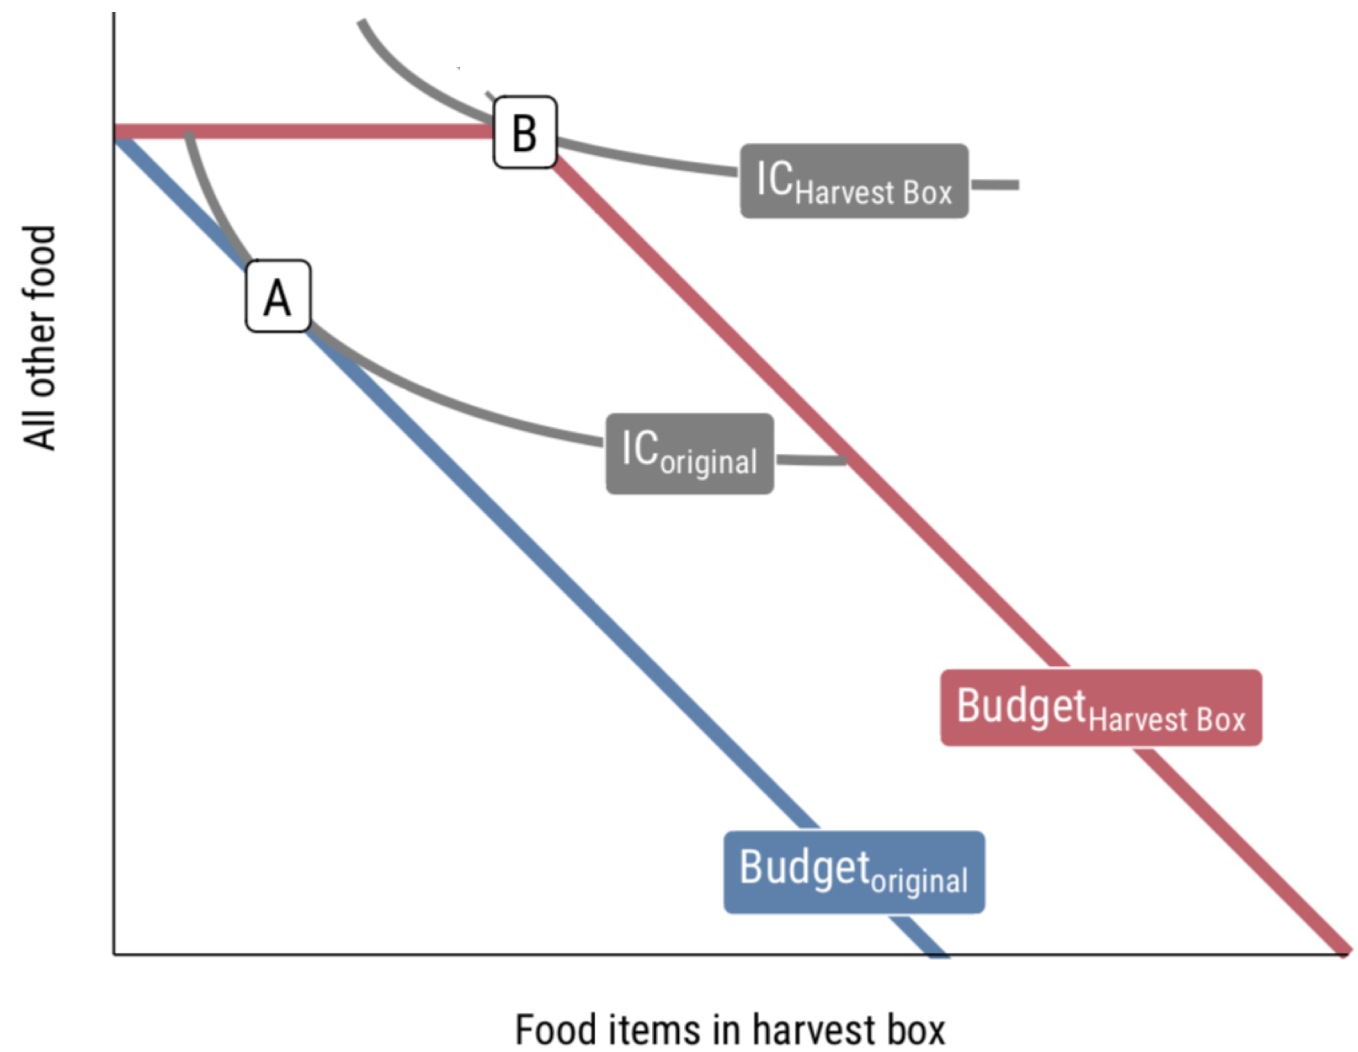 B
IC Harvest Box
All other food
A
IC original
Budget Harvest Box
Budget original
Food items in harvest box